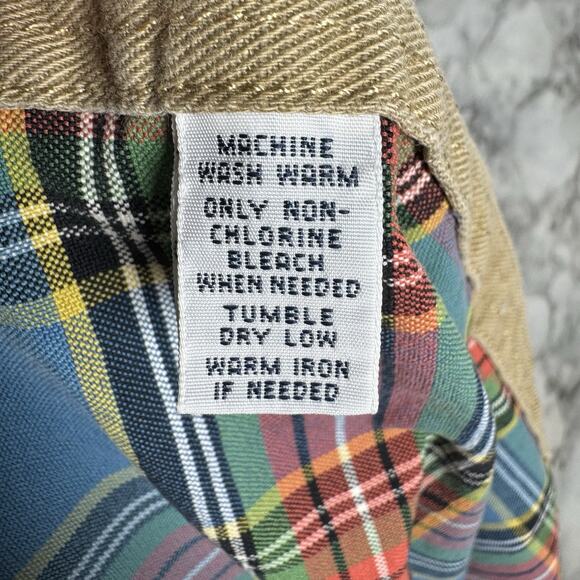 MACHINE
WASH WARM
ONLY NON-
CHLORINE
BLEACH
WHEN NEEDED
TUMBLE
DRY LOW
WARM IRON
IF NEEDED